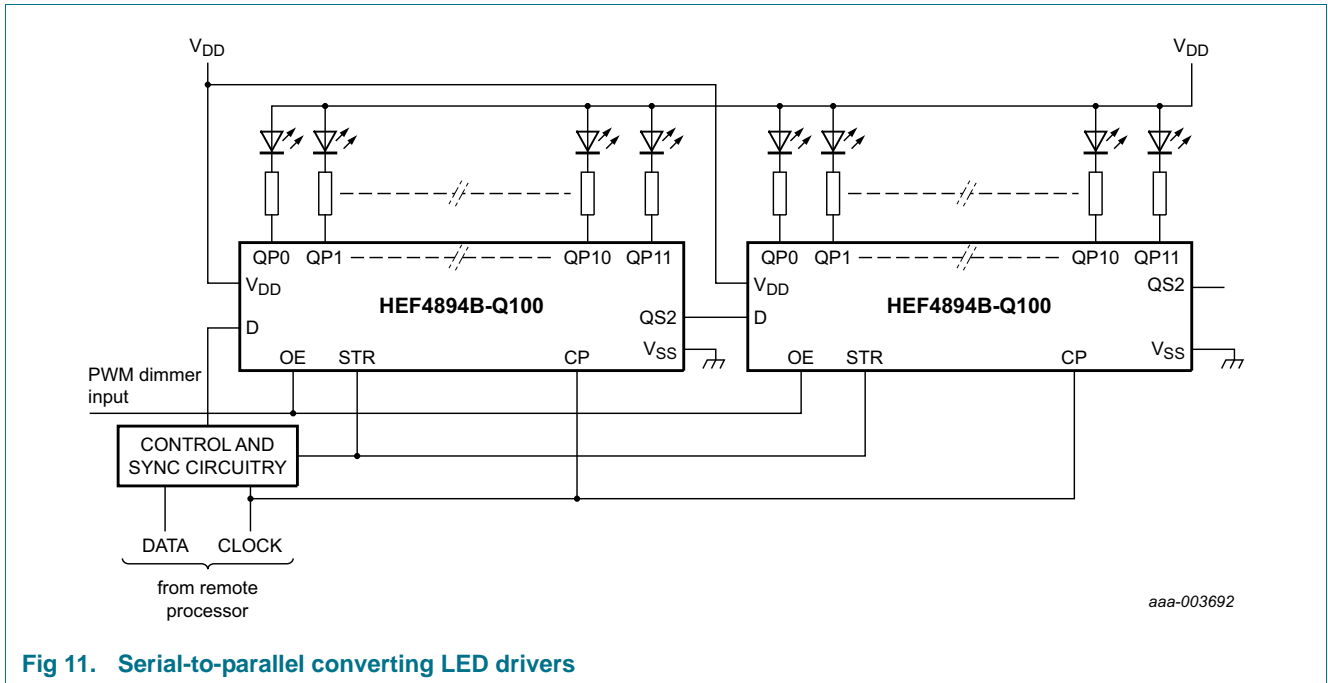 VDD VDD
QP0 QP1 QP10 QP11 QP0 QP1 QP10 QP11
VDD VDD QS2
HEF4894B-Q100 HEF4894B-Q100
D QS2 D
VSS VSS
OE STR CP OE STR CP
PWM dimmer
input
CONTROL AND
SYNC CIRCUITRY
DATA CLOCK
from remote
processor
aaa-003692
Fig 11. Serial-to-parallel converting LED drivers